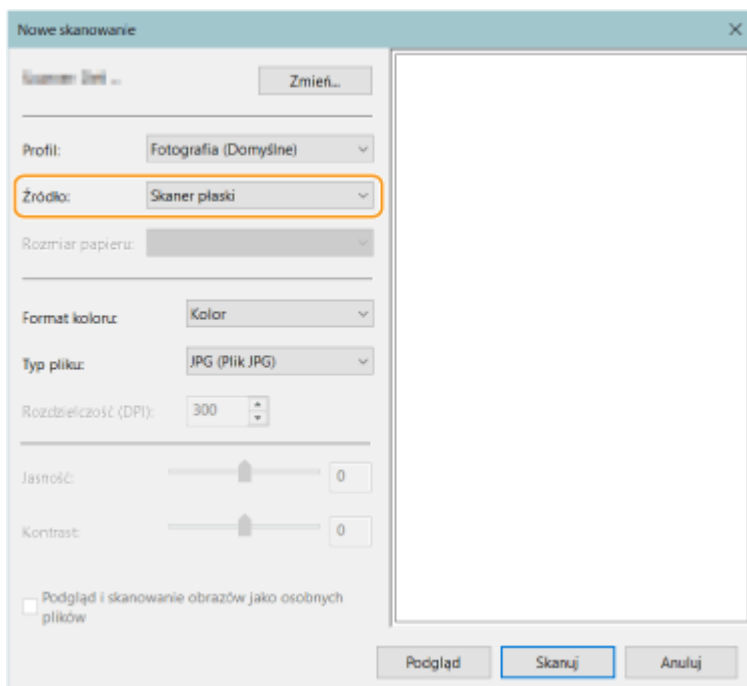 Nowe skanowanie
Zmień...
Profil: Fotografia (Domyślne)
Źródło: Skaner płaski
Rozmiar papieru:
Format koloru: Kolor
Typ pliku: JPG (Plik JPG)
Rozdzielczość (DPI): 300
Jasność: 0
Kontrast: 0
Podgląd i skanowanie obrazów jako osobnych
plików
Podgląd Skanuj Anuluj